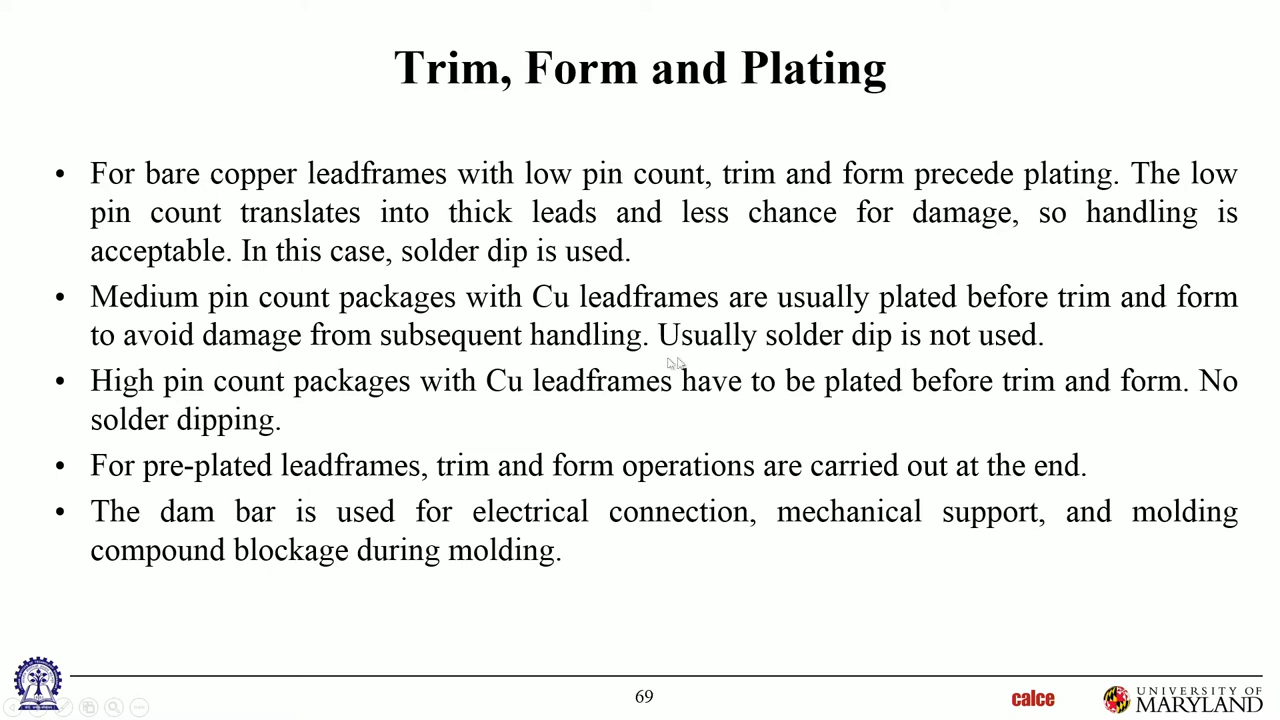 Trim, Form and Plating
• For bare copper leadframes with low pin count, trim and form precede plating. The low
pin count translates into thick leads and less chance for damage, so handling is
acceptable. In this case, solder dip is used.
• Medium pin count packages with Cu leadframes are usually plated before trim and form
to avoid damage from subsequent handling. Usually solder dip is not used.
• High pin count packages with Cu leadframes have to be plated before trim and form. No
solder dipping.
• For pre-plated leadframes, trim and form operations are carried out at the end.
• The dam bar is used for electrical connection, mechanical support, and molding
compound blockage during molding.
69
calce
UNIVERSITY OF
MARYLAND